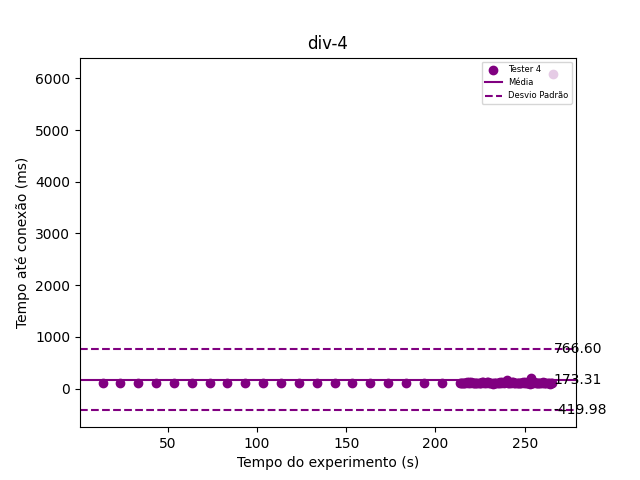 div-4
Tempo até conexão (ms)
6000
5000
4000
3000
2000
1000
0
Tester 4
Média
Desvio Padrão
766.60
173.31
-419.98
50
100
150
200
250
Tempo do experimento (s)